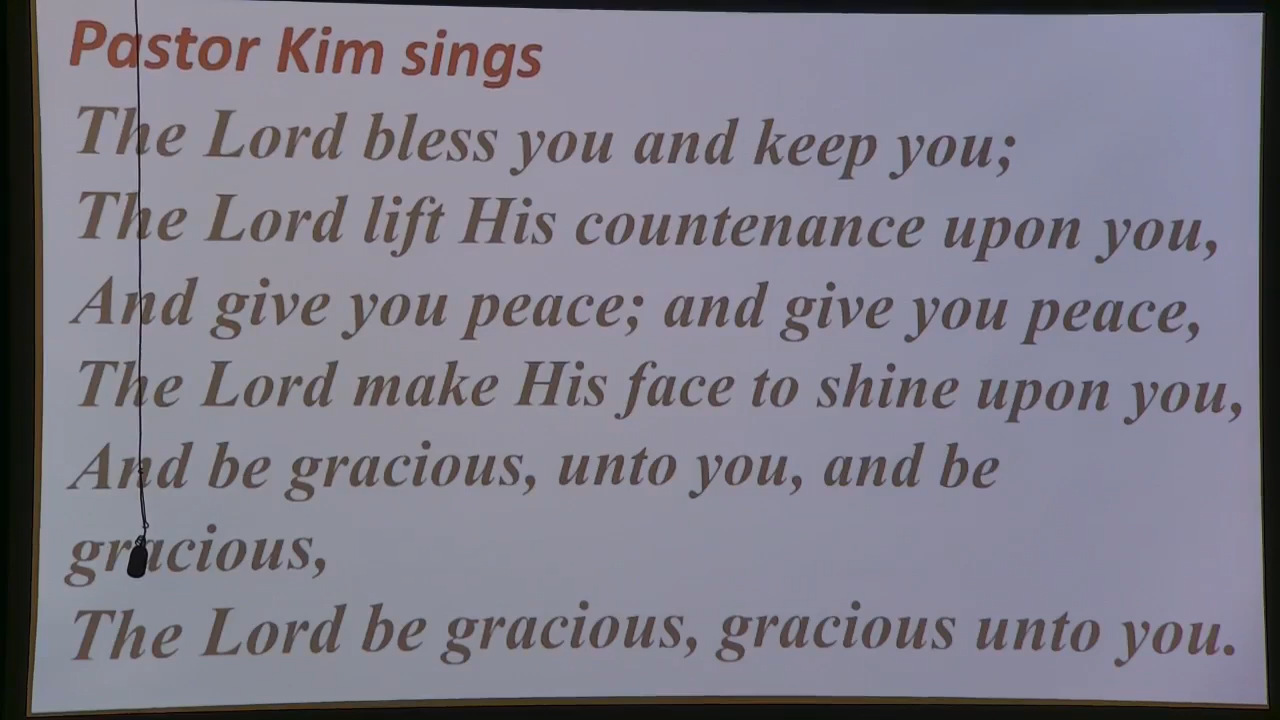 Pastor Kim sings
The Lord bless you and keep you;
The Lord lift His countenance upon you,
And give you peace; and give you peace,
The Lord make His face to shine upon you,
And be gracious, unto you, and be
gracious,
The Lord be gracious, gracious unto you.